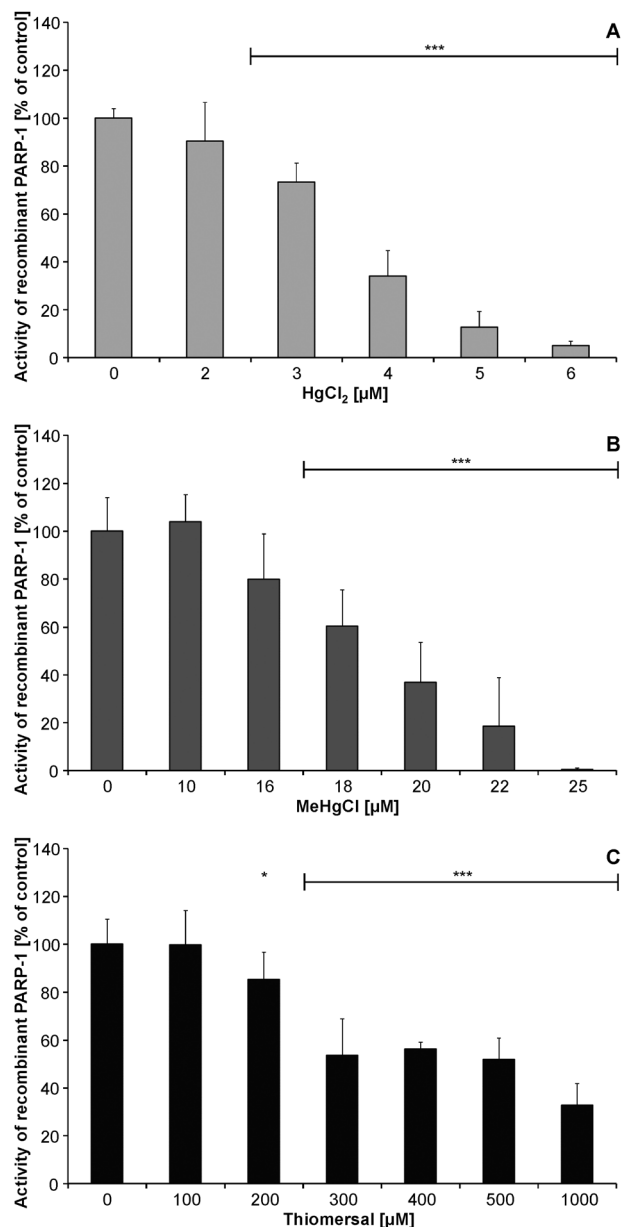 A
Activity of recombinant PARP-1 [% of control]
140
120
100
80
60
40
20
0
***
0 2 3 4 5 6
HgCl₂ [µM]
B
Activity of recombinant PARP-1 [% of control]
140
120
100
80
60
40
20
0
***
0 10 16 18 20 22 25
MeHgCl [µM]
C
Activity of recombinant PARP-1 [% of control]
140
120
100
80
60
40
20
0
* ***
0 100 200 300 400 500 1000
Thiomersal [µM]